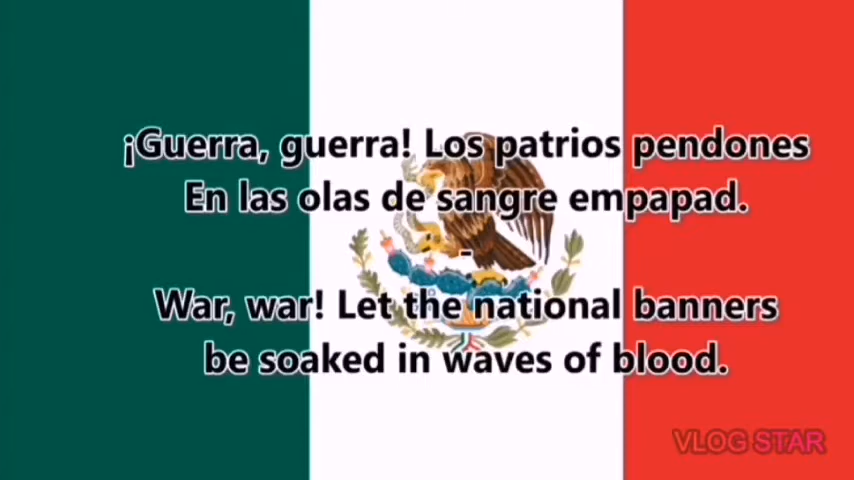 ¡Guerra, guerra! Los patrios pendones
En las olas de sangre empapad.
-
War, war! Let the national banners
be soaked in waves of blood.
VLOG STAR